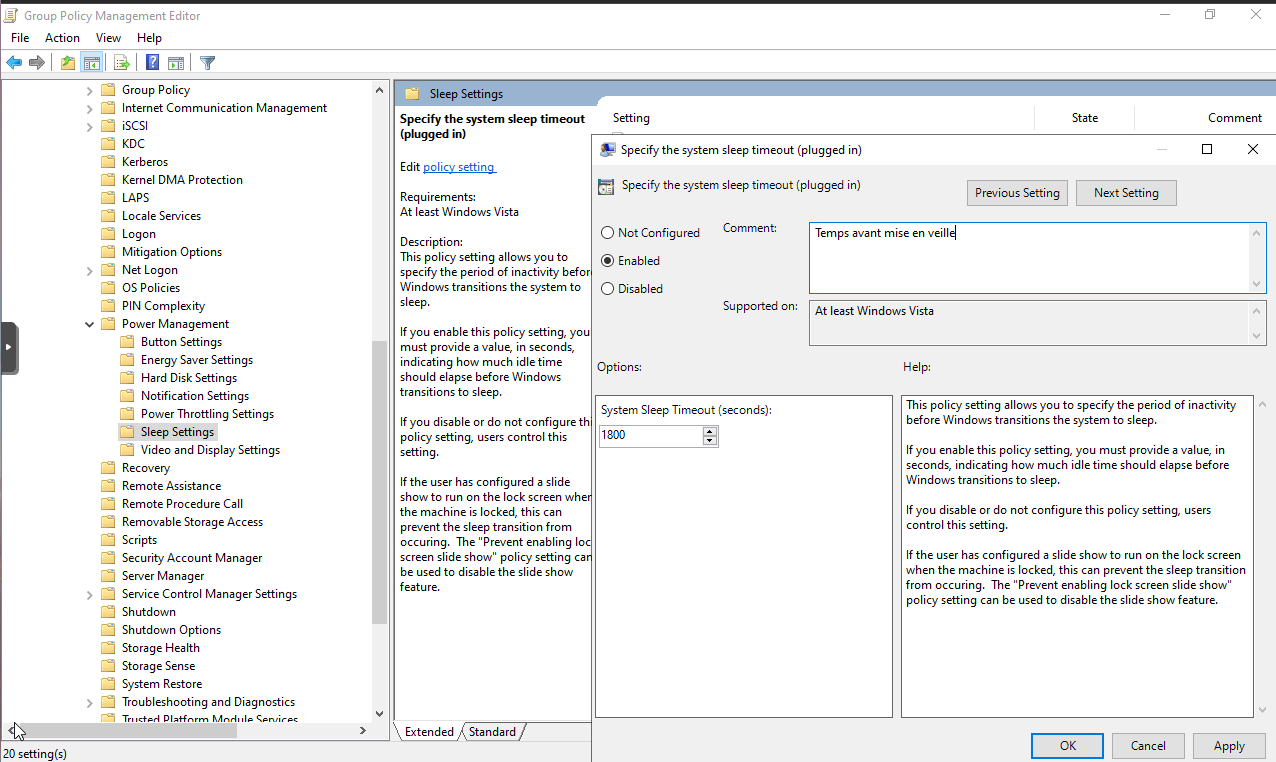 Group Policy Management Editor
File Action View Help
Group Policy
Internet Communication Management
iSCSI
KDC
Kerberos
Kernel DMA Protection
LAPS
Locale Services
Logon
Mitigation Options
Net Logon
OS Policies
PIN Complexity
Power Management
Button Settings
Energy Saver Settings
Hard Disk Settings
Notification Settings
Power Throttling Settings
Sleep Settings
Video and Display Settings
Recovery
Remote Assistance
Remote Procedure Call
Removable Storage Access
Scripts
Security Account Manager
Server Manager
Service Control Manager Settings
Shutdown
Shutdown Options
Storage Health
Storage Sense
System Restore
Troubleshooting and Diagnostics
Trusted Platform Module Services
20 setting(s)
Sleep Settings
Specify the system sleep timeout
(plugged in)
Edit policy setting
Requirements:
At least Windows Vista
Description:
This policy setting allows you to
specify the period of inactivity before
Windows transitions the system to
sleep.
If you enable this policy setting, you
must provide a value, in seconds,
indicating how much idle time
should elapse before Windows
transitions to sleep.
If you disable or do not configure thi
policy setting, users control this
setting.
If the user has configured a slide
show to run on the lock screen when
the machine is locked, this can
prevent the sleep transition from
occuring. The "Prevent enabling loc
screen slide show" policy setting can
be used to disable the slide show
feature.
Extended Standard
Setting State Comment
Specify the system sleep timeout (plugged in)
Specify the system sleep timeout (plugged in)
Previous Setting Next Setting
Not Configured
Enabled
Disabled
Comment:
Temps avant mise en veille
Supported on:
At least Windows Vista
Options:
Help:
System Sleep Timeout (seconds):
1800
This policy setting allows you to specify the period of inactivity
before Windows transitions the system to sleep.
If you enable this policy setting, you must provide a value, in
seconds, indicating how much idle time should elapse before
Windows transitions to sleep.
If you disable or do not configure this policy setting, users
control this setting.
If the user has configured a slide show to run on the lock screen
when the machine is locked, this can prevent the sleep transition
from occuring. The "Prevent enabling lock screen slide show"
policy setting can be used to disable the slide show feature.
OK Cancel Apply